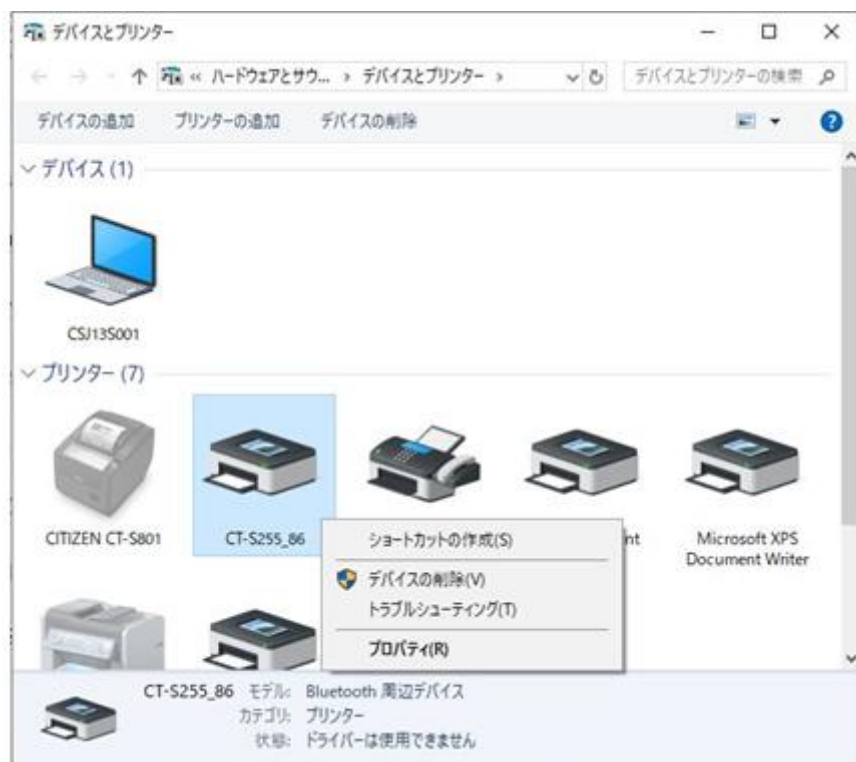 デバイスとプリンター
« ハードウェアとサウ... › デバイスとプリンター ›
デバイスとプリンターの検索
デバイスの追加 プリンターの追加 デバイスの削除
デバイス (1)
CSJ13S001
プリンター (7)
CITIZEN CT-S801
CT-S255_86
nt
Microsoft XPS
Document Writer
ショートカットの作成(S)
デバイスの削除(V)
トラブルシューティング(T)
プロパティ(R)
CT-S255_86 モデル: Bluetooth 周辺デバイス
カテゴリ: プリンター
状態: ドライバーは使用できません